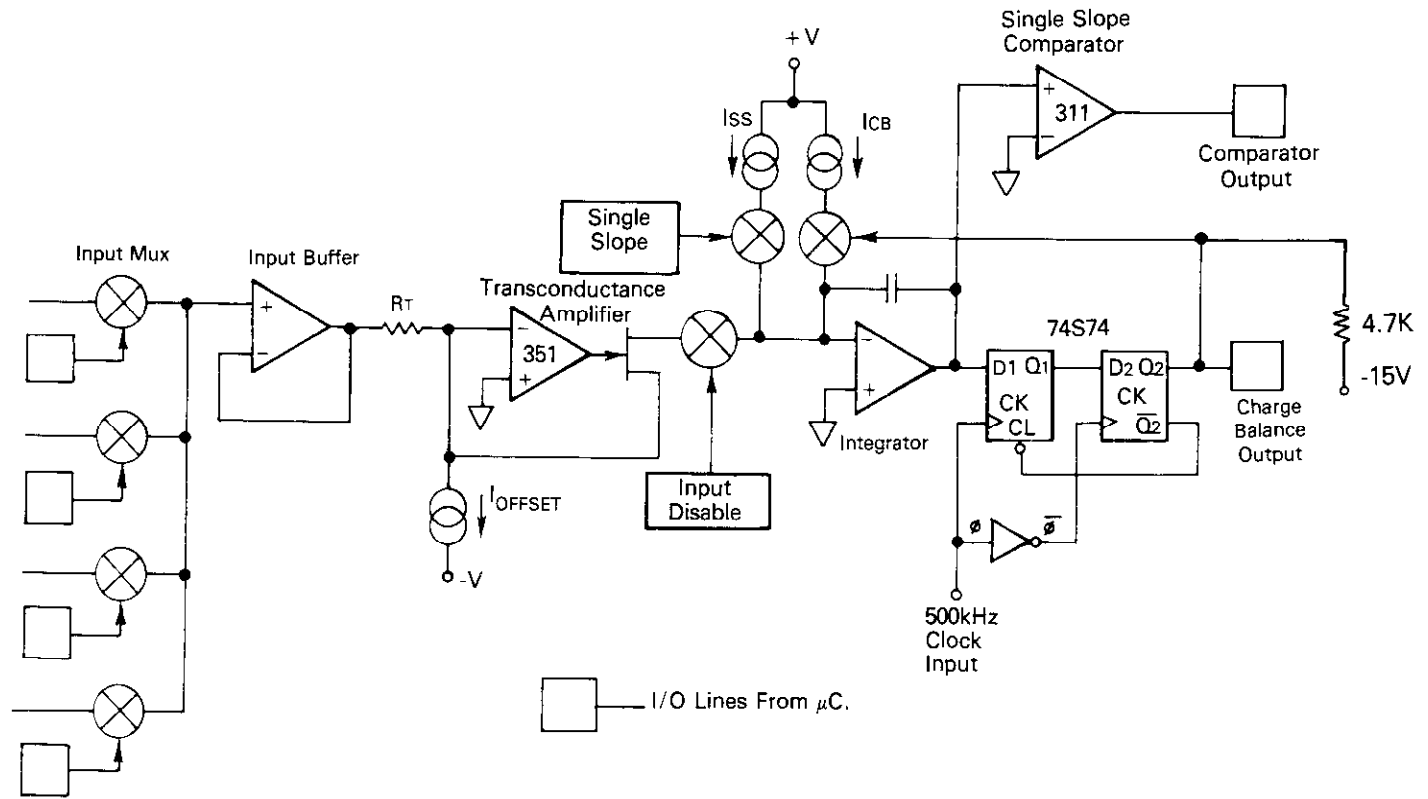 Single Slope
Comparator
+V
ISS
ICB
+
311
−
Comparator
Output
Single
Slope
Input Mux
Input Buffer
Transconductance
Amplifier
RT
+
−
−
351
+
−
+
Integrator
74S74
D1 Q1
CK
CL
D2 Q2
CK
Q̅2̅
4.7K
-15V
Charge
Balance
Output
Input
Disable
IOFFSET
-V
ø
ø̅
500kHz
Clock
Input
I/O Lines From μC.